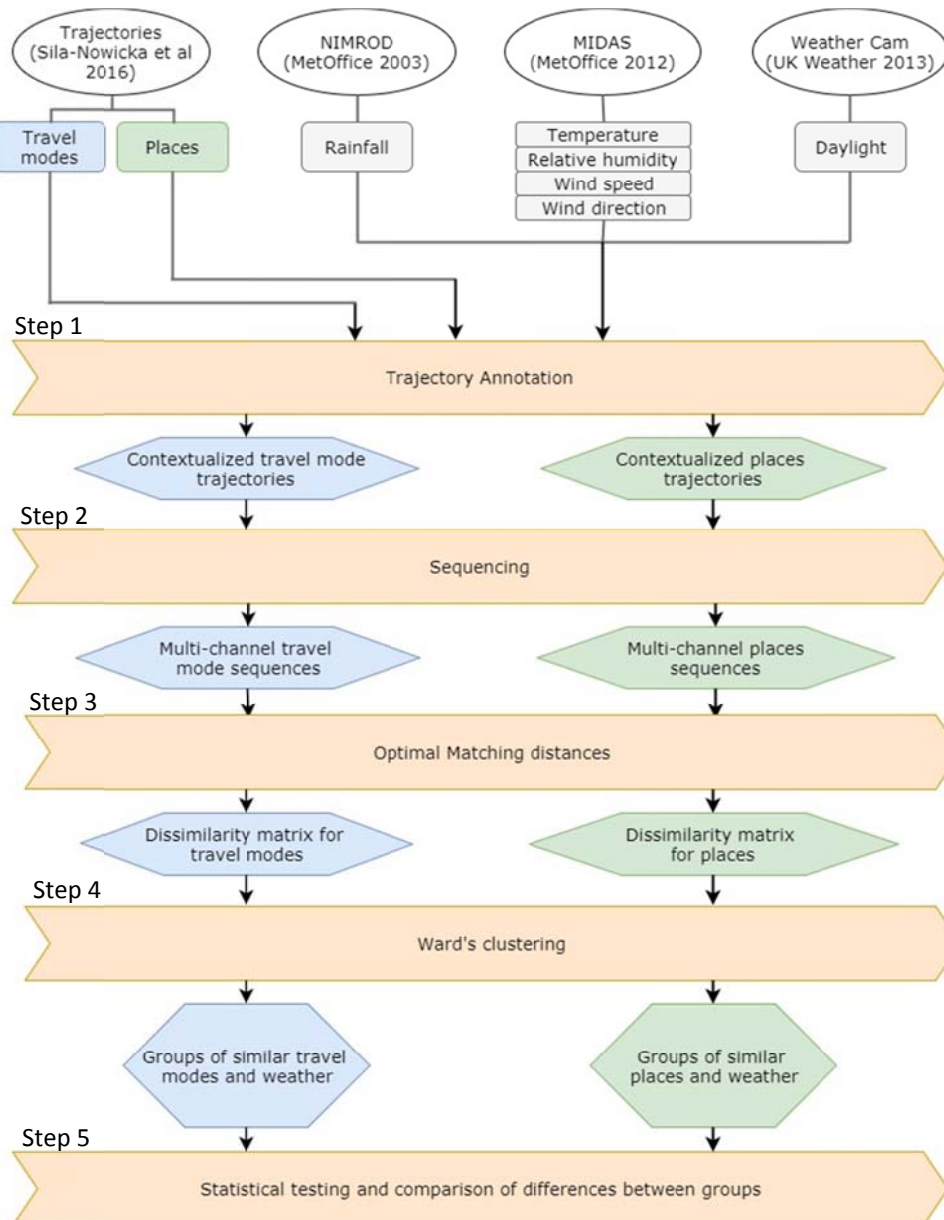 Trajectories
(Sila-Nowicka et al
2016)
NIMROD
(MetOffice 2003)
MIDAS
(MetOffice 2012)
Weather Cam
(UK Weather 2013)
Travel
modes
Places
Rainfall
Temperature
Relative humidity
Wind speed
Wind direction
Daylight
Step 1
Trajectory Annotation
Contextualized travel mode
trajectories
Contextualized places
trajectories
Step 2
Sequencing
Multi-channel travel
mode sequences
Multi-channel places
sequences
Step 3
Optimal Matching distances
Dissimilarity matrix for
travel modes
Dissimilarity matrix
for places
Step 4
Ward's clustering
Groups of similar travel
modes and weather
Groups of similar
places and weather
Step 5
Statistical testing and comparison of differences between groups